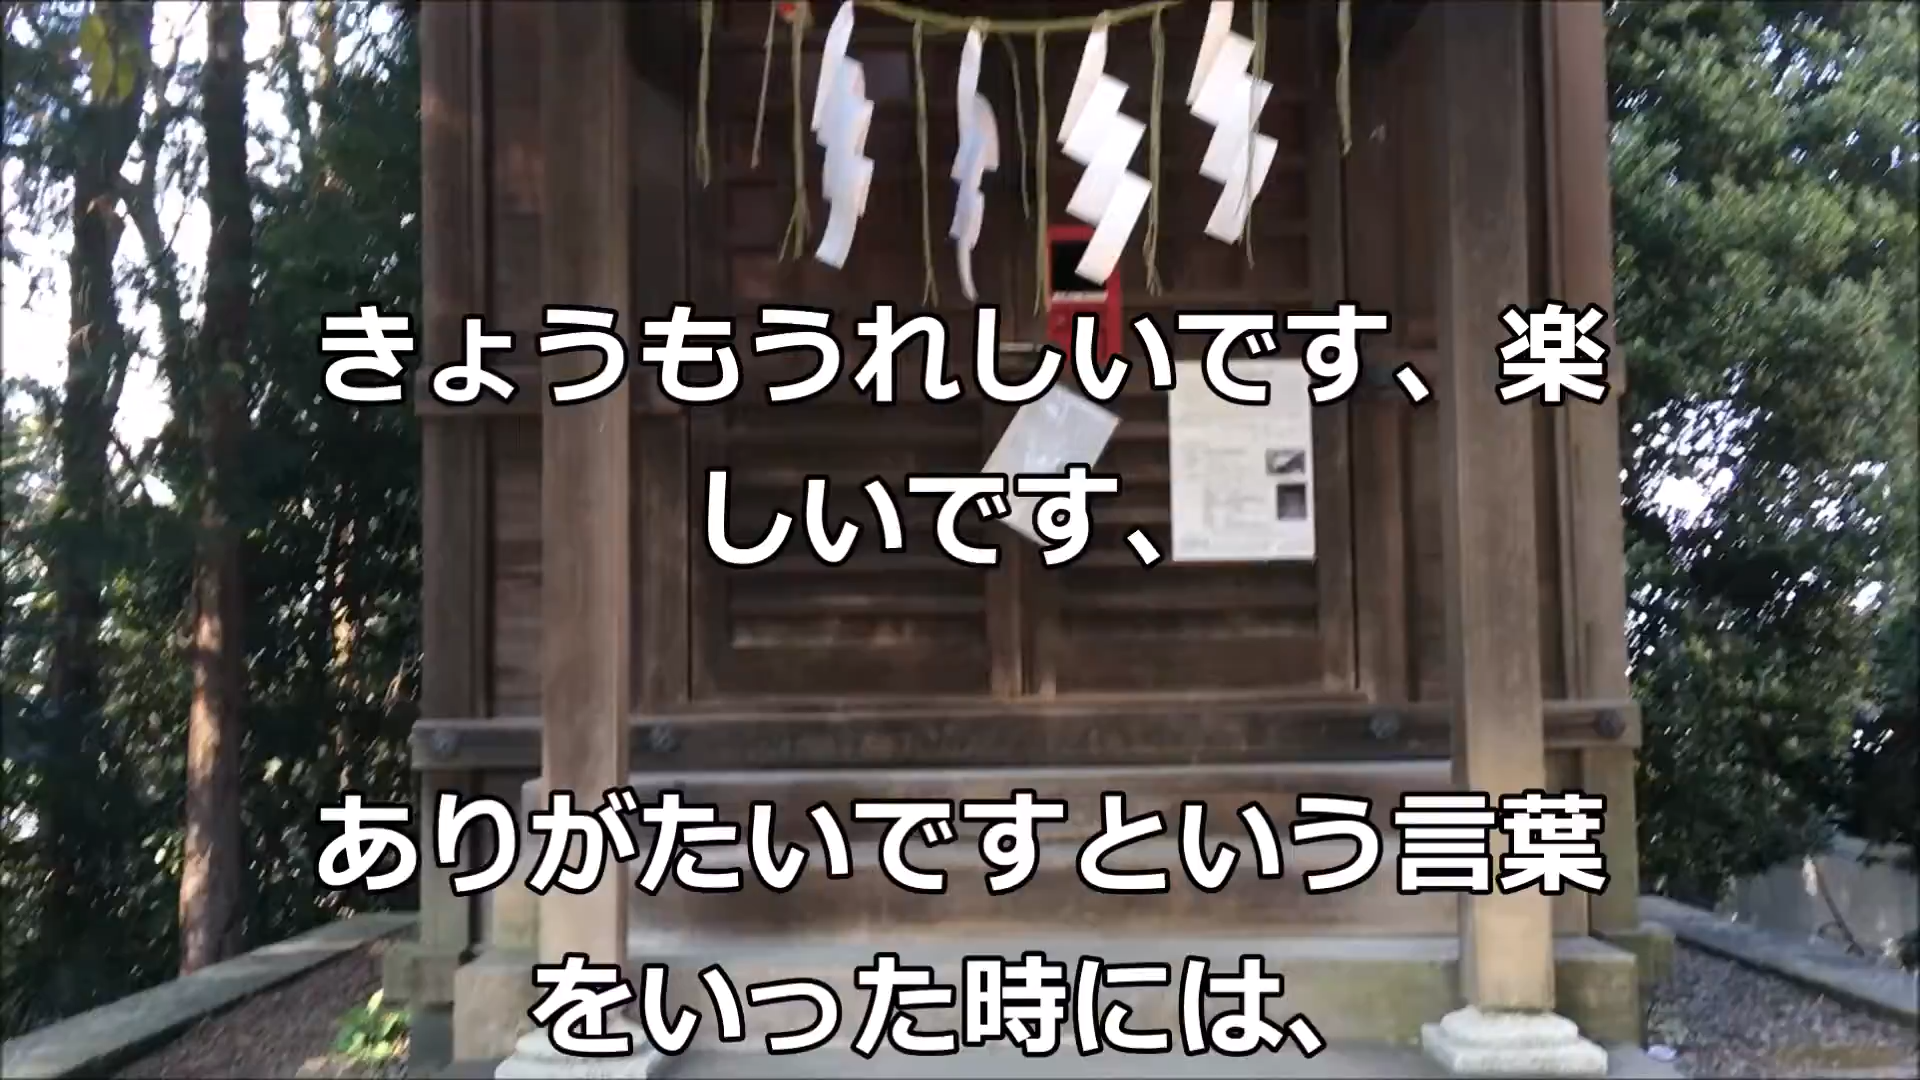 きょうもうれしいです、楽
しいです、
ありがたいですという言葉
をいった時には、